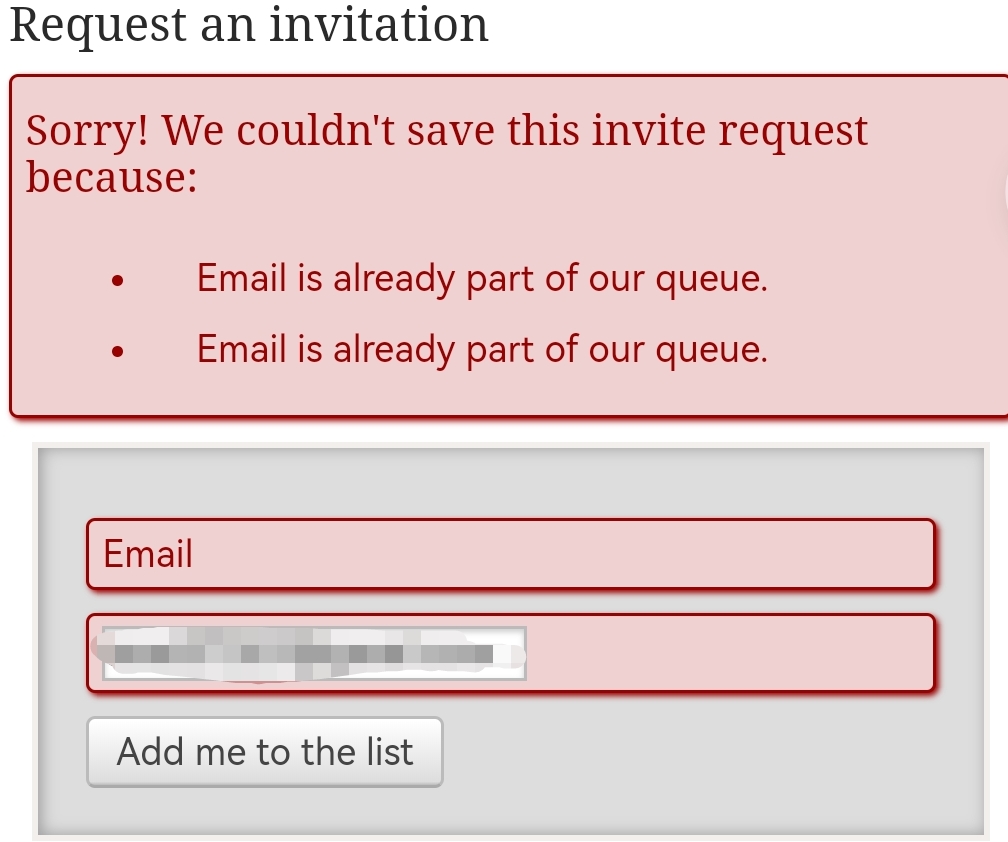 Request an invitation
Sorry! We couldn't save this invite request
because:
Email is already part of our queue.
Email is already part of our queue.
Email
Add me to the list